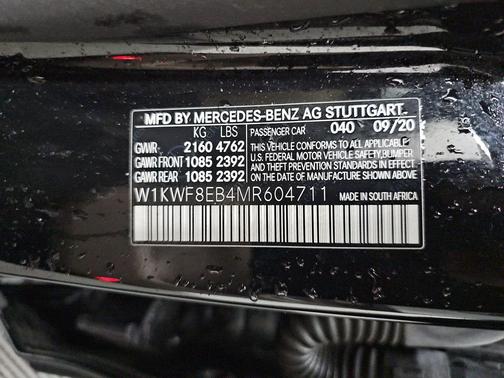 MFD BY MERCEDES-BENZ AG STUTTGART
KG LBS PASSENGER CAR 040 09/20
GVWR 2160 4762 THIS VEHICLE CONFORMS TO ALL APPLICABLE
GAWR FRONT 1085 2392 U.S. FEDERAL MOTOR VEHICLE SAFETY, BUMPER
GAWR REAR 1085 2392 AND THEFT PREVENTION STANDARDS IN EFFECT
ON THE DATE OF MANUFACTURE SHOWN ABOVE.
W1KWF8EB4MR604711 MADE IN SOUTH AFRICA